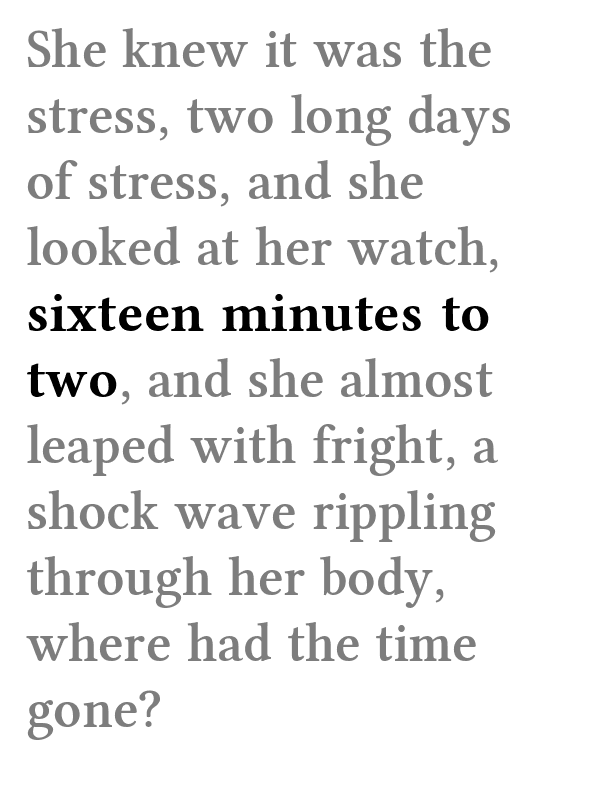 She knew it was the
stress, two long days
of stress, and she
looked at her watch,
sixteen minutes to
two, and she almost
leaped with fright, a
shock wave rippling
through her body,
where had the time
gone?